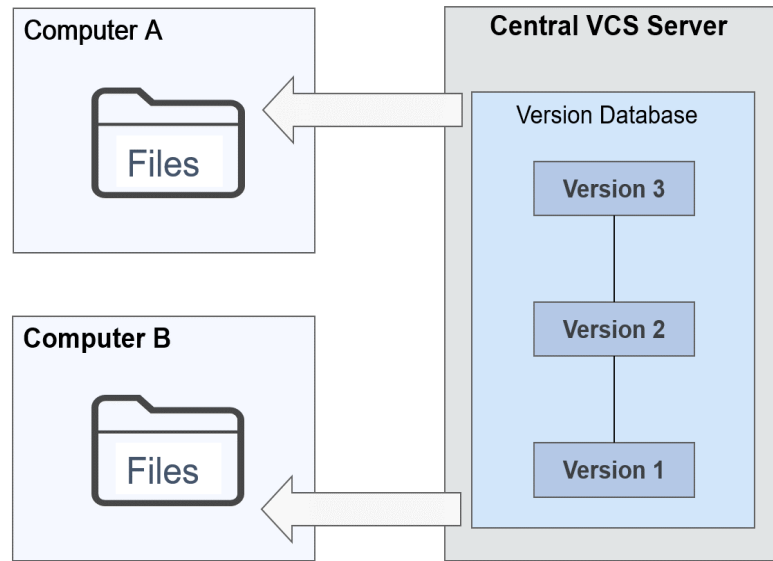 Computer A
Files
Computer B
Files
Central VCS Server
Version Database
Version 3
Version 2
Version 1